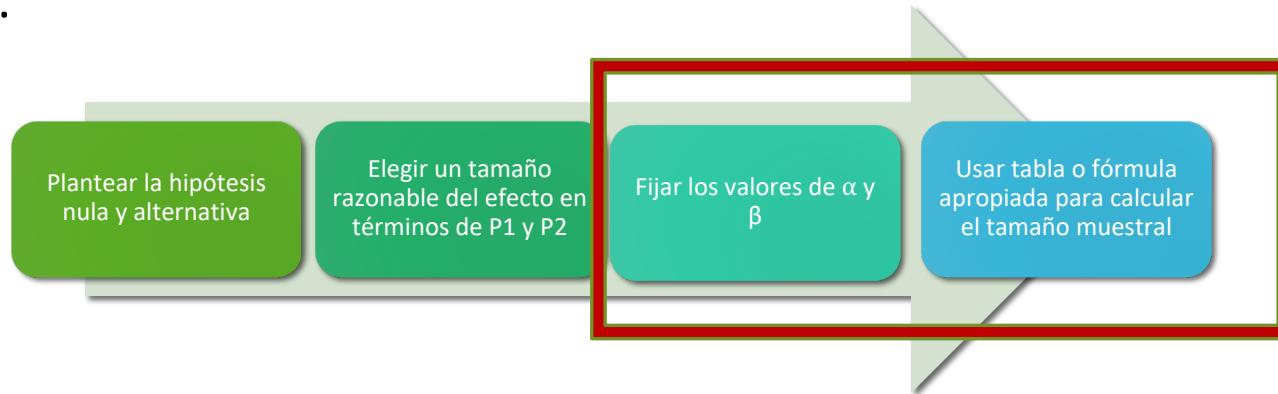 .
Plantear la hipótesis
nula y alternativa
Elegir un tamaño
razonable del efecto en
términos de P1 y P2
Fijar los valores de α y
β
Usar tabla o fórmula
apropiada para calcular
el tamaño muestral